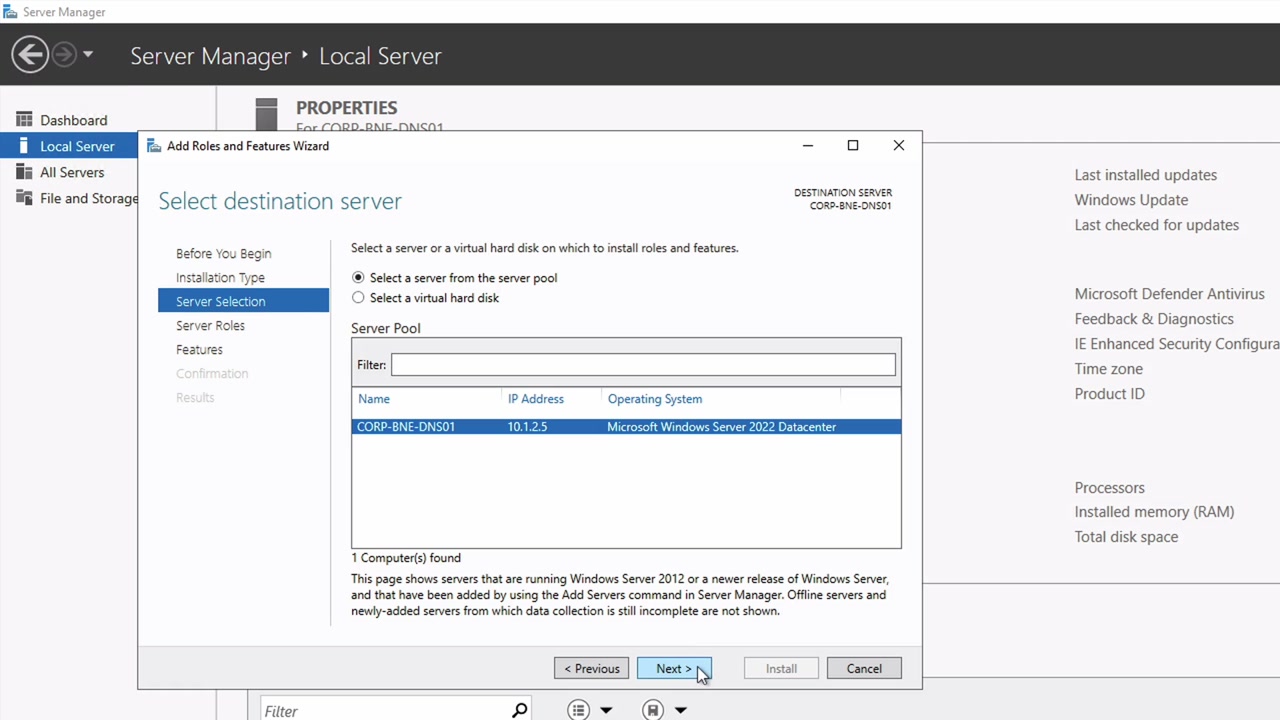 Server Manager
Server Manager ‣ Local Server
Dashboard
Local Server
All Servers
File and Storage
PROPERTIES
For CORP-BNE-DNS01
Add Roles and Features Wizard
Select destination server
DESTINATION SERVER
CORP-BNE-DNS01
Before You Begin
Installation Type
Server Selection
Server Roles
Features
Confirmation
Results
Select a server or a virtual hard disk on which to install roles and features.
Select a server from the server pool
Select a virtual hard disk
Server Pool
Filter:
Name IP Address Operating System
CORP-BNE-DNS01 10.1.2.5 Microsoft Windows Server 2022 Datacenter
1 Computer(s) found
This page shows servers that are running Windows Server 2012 or a newer release of Windows Server,
and that have been added by using the Add Servers command in Server Manager. Offline servers and
newly-added servers from which data collection is still incomplete are not shown.
< Previous Next > Install Cancel
Last installed updates
Windows Update
Last checked for updates
Microsoft Defender Antivirus
Feedback & Diagnostics
IE Enhanced Security Configura
Time zone
Product ID
Processors
Installed memory (RAM)
Total disk space
Filter